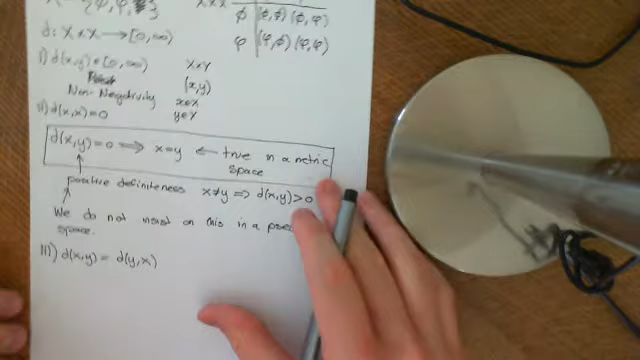 X = {φ, φ, }
X x X
φ (φ,φ) (φ,φ)
d: X x X → [0, ∞)
φ (φ,φ) (φ,φ)
i) d(x,y) ∈ [0, ∞)
Non-Negativity
X x Y
(x,y)
x∈X
y∈Y
ii) d(x,x) = 0
d(x,y) = 0 ⟹ x = y ← true in a metric
space
positive definiteness x ≠ y ⟹ d(x,y) > 0
We do not insist on this in a
space.
iii) d(x,y) = d(y,x)